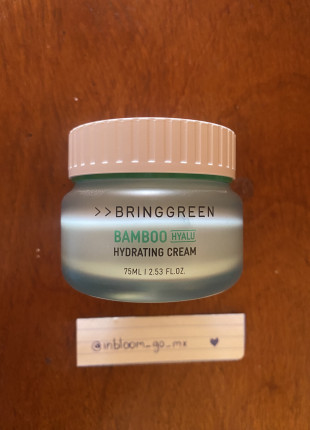 >>BRINGGREEN
BAMBOO HYALU
HYDRATING CREAM
75ML | 2.53 FL.OZ.
@inbloom_go_mx ♥